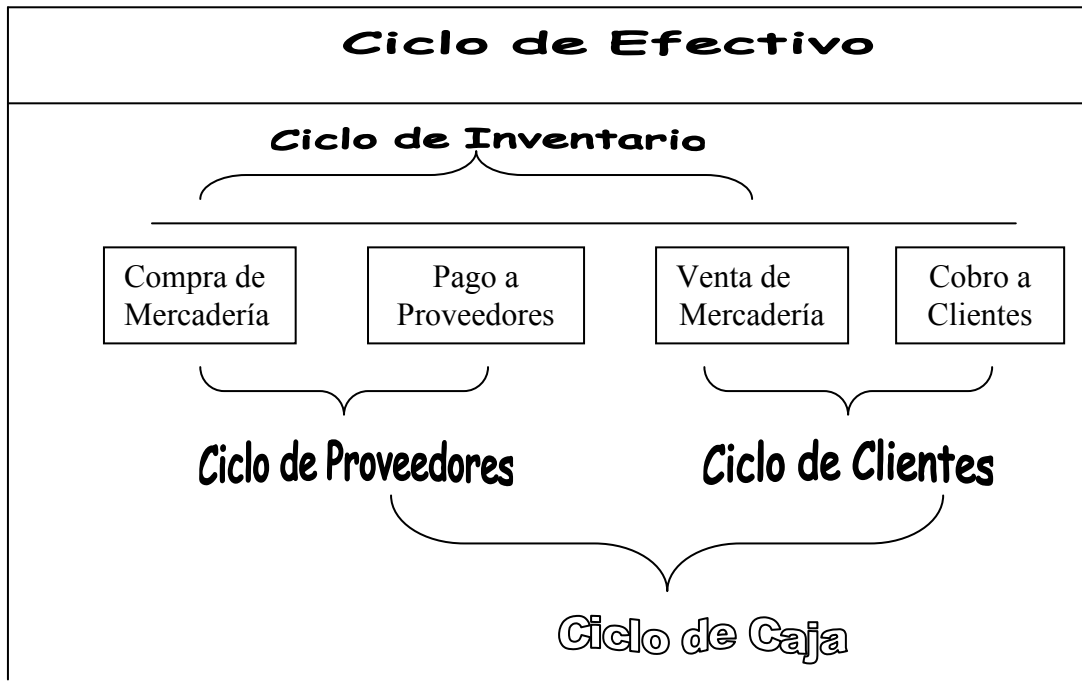 Ciclo de Efectivo
Ciclo de Inventario
Compra de
Mercadería
Pago a
Proveedores
Venta de
Mercadería
Cobro a
Clientes
Ciclo de Proveedores
Ciclo de Clientes
Ciclo de Caja